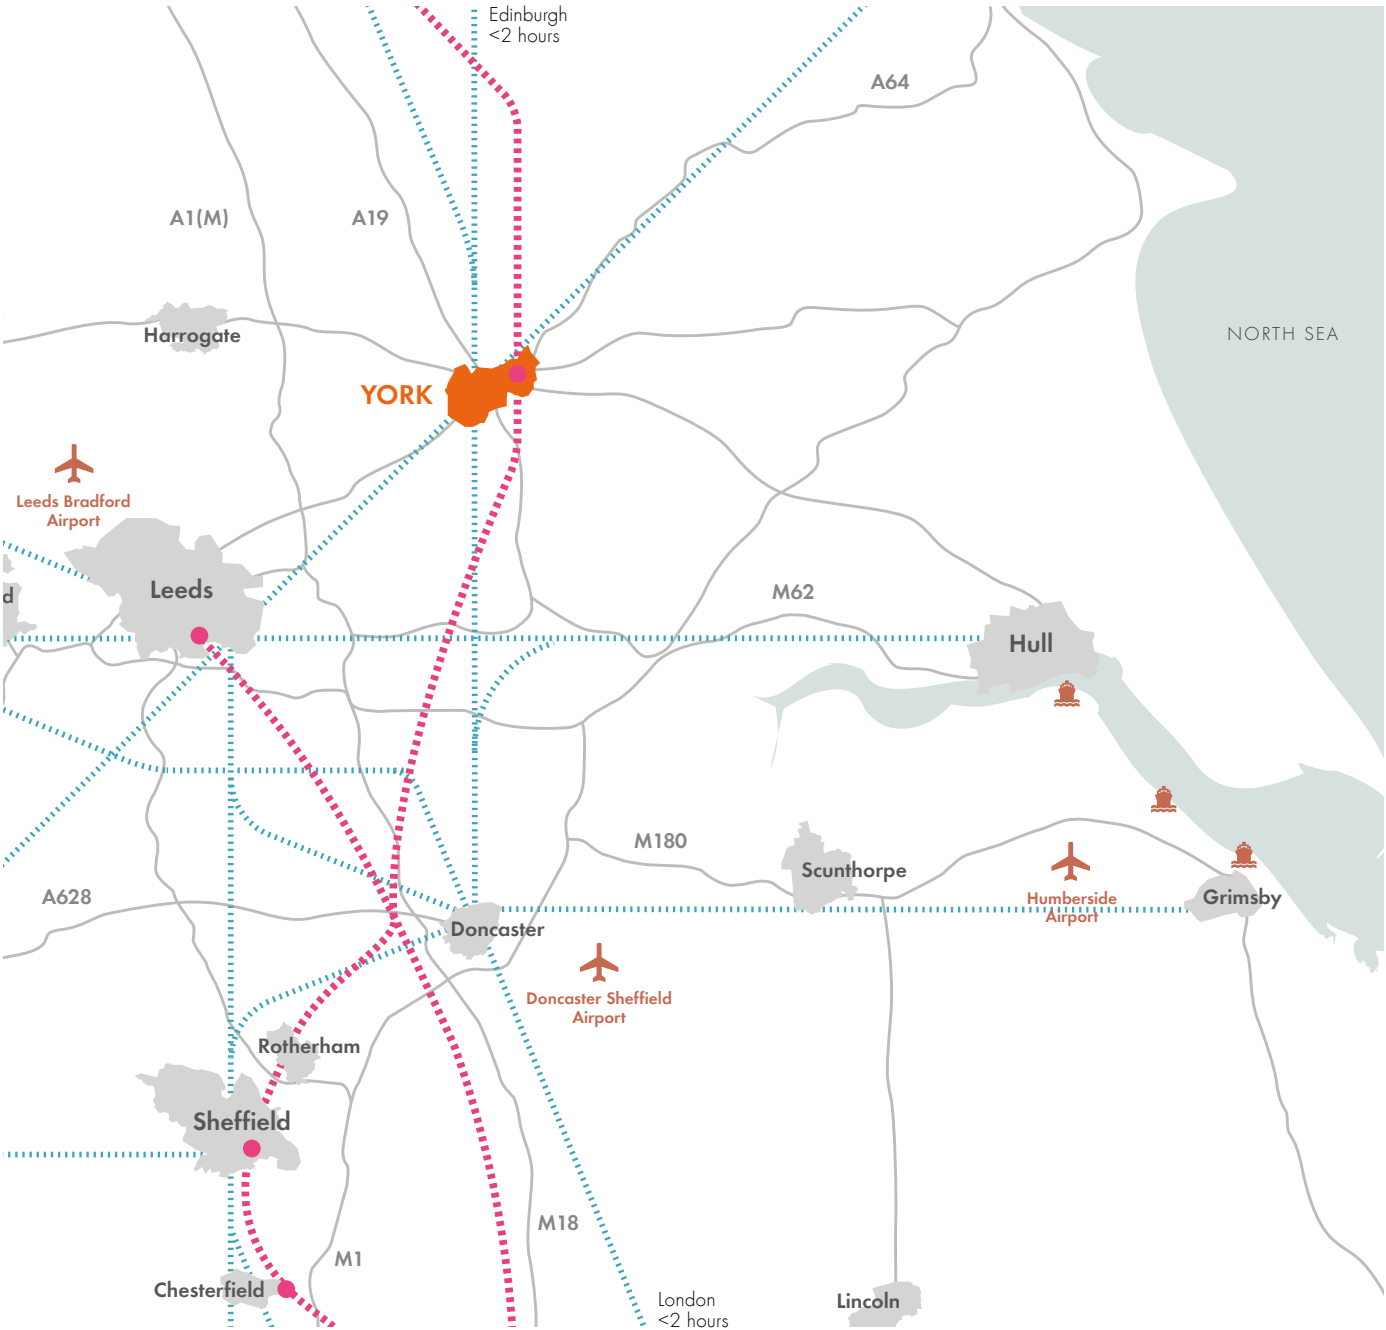 Edinburgh
<2 hours
A64
A1(M)
A19
NORTH SEA
Harrogate
YORK
Leeds Bradford
Airport
Leeds
d
M62
Hull
M180
Scunthorpe
A628
Humberside
Airport
Grimsby
Doncaster
Doncaster Sheffield
Airport
Rotherham
Sheffield
M18
M1
Chesterfield
London
<2 hours
Lincoln